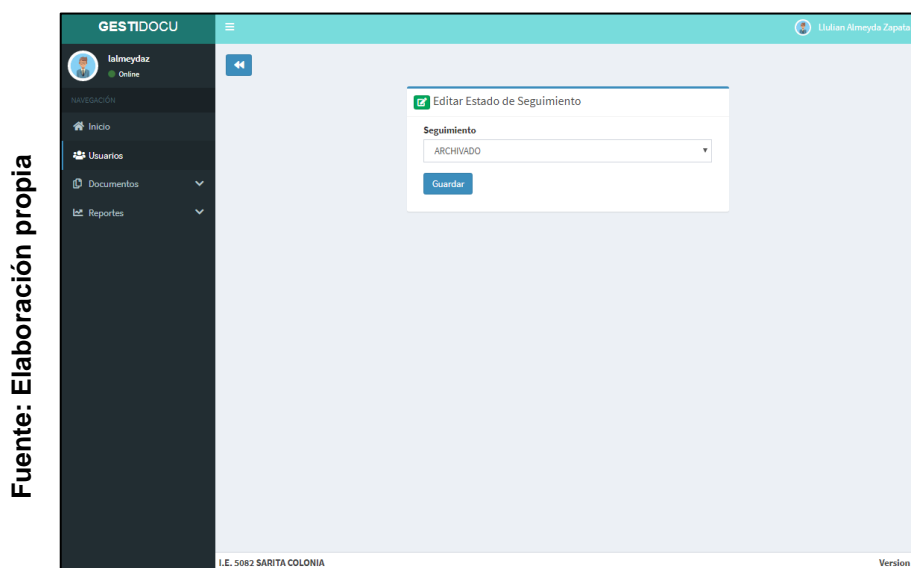 GESTIDOCU
Llulian Almeyda Zapata
lalmeydaz
Online
NAVEGACIÓN
Inicio
Usuarios
Documentos
Reportes
Editar Estado de Seguimiento
Seguimiento
ARCHIVADO
Guardar
I.E. 5082 SARITA COLONIA
Version
Fuente: Elaboración propia